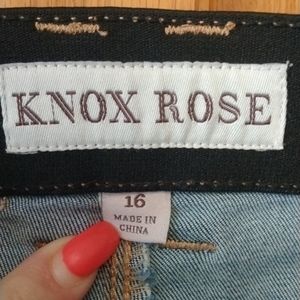 KNOX ROSE
16
MADE IN
CHINA